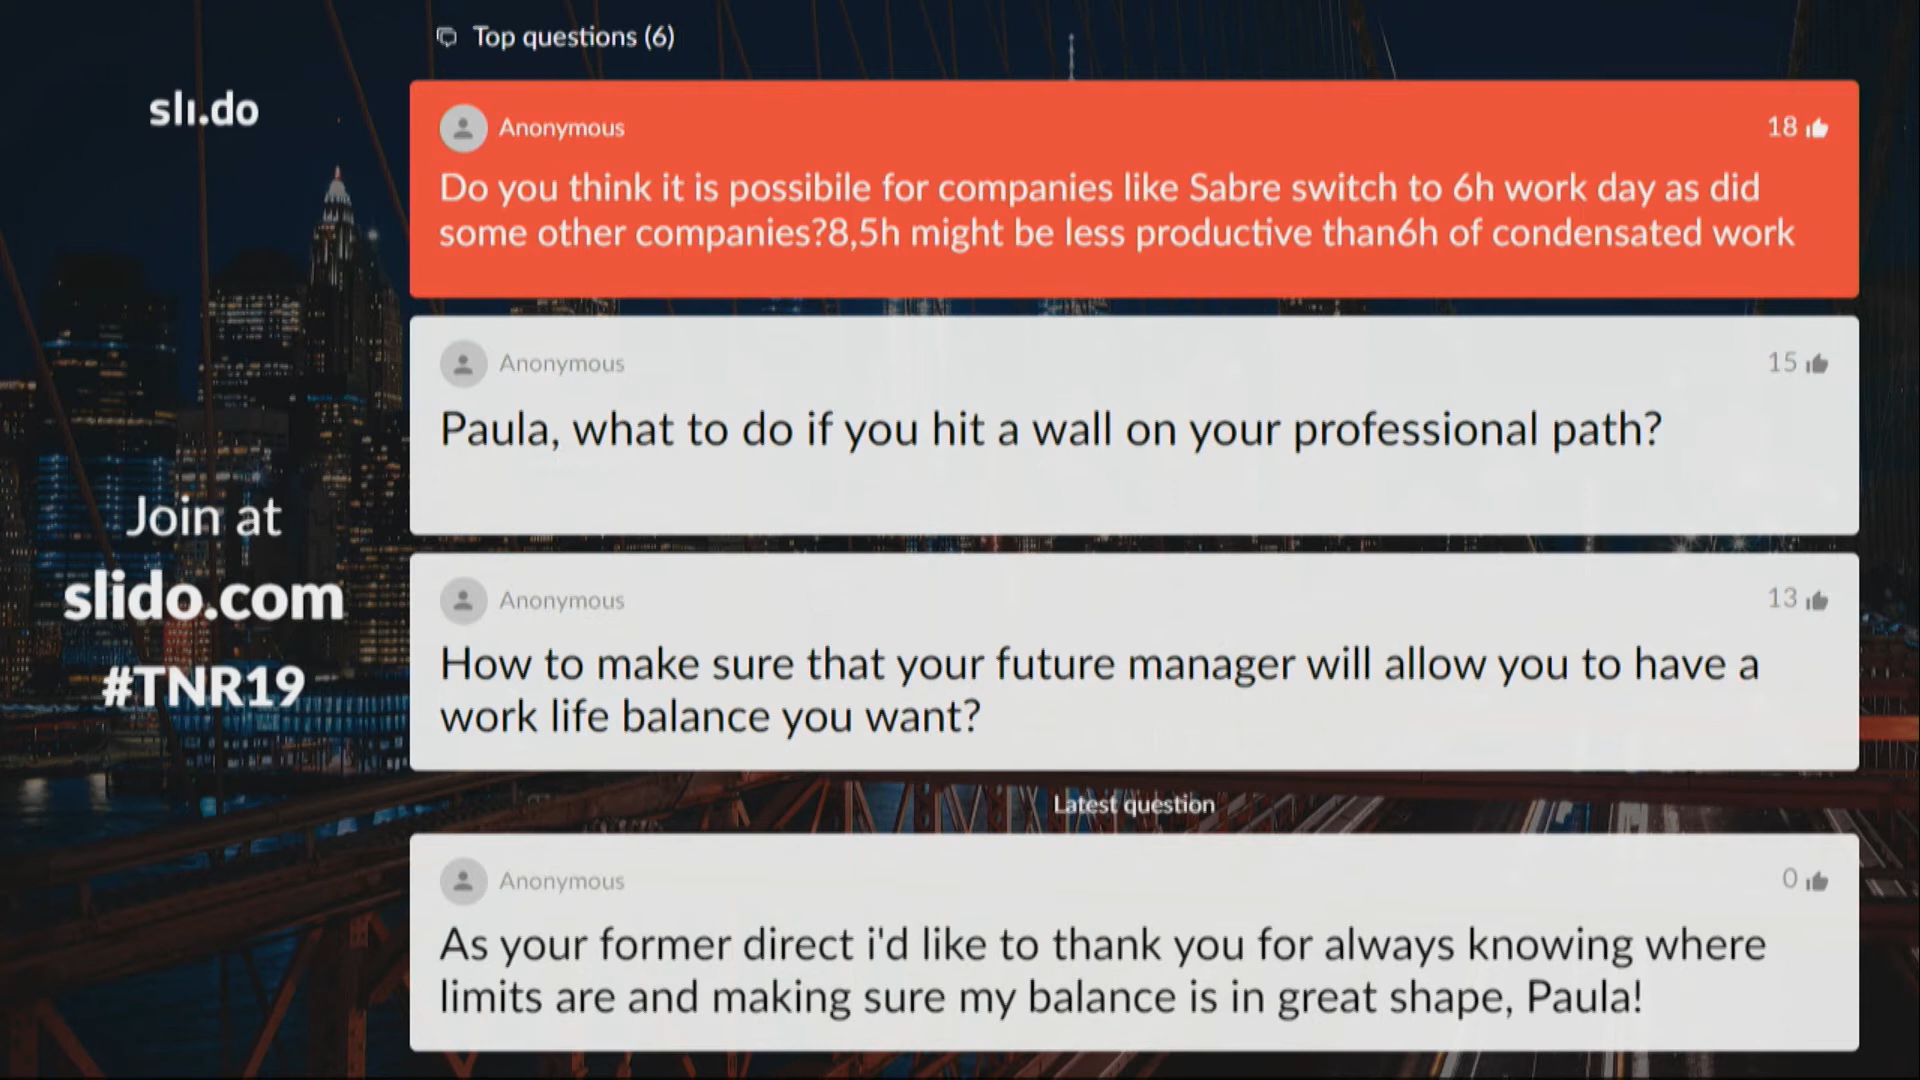 Top questions (6)
slı.do
Anonymous
18
Do you think it is possibile for companies like Sabre switch to 6h work day as did
some other companies?8,5h might be less productive than6h of condensated work
Anonymous
15
Paula, what to do if you hit a wall on your professional path?
Anonymous
13
How to make sure that your future manager will allow you to have a
work life balance you want?
Join at
slido.com
#TNR19
Latest question
Anonymous
0
As your former direct i'd like to thank you for always knowing where
limits are and making sure my balance is in great shape, Paula!